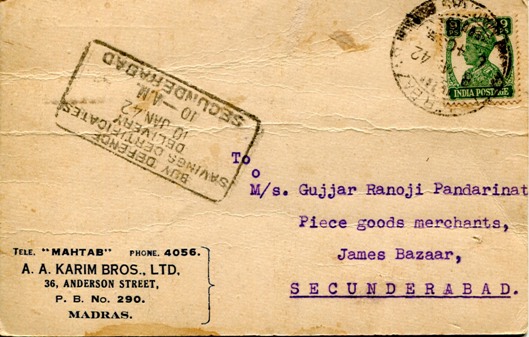 INDIA POSTAGE
42
BUY DEFENCE
SAVINGS CERTIFICATES
DELIVERY
10 JAN 42
10 - A.M.
SECUNDERABAD
To
o
M/s. Gujjar Ranoji Pandarinat
Piece goods merchants,
James Bazaar,
SECUNDERABAD.
TELE. "MAHTAB" PHONE. 4056.
A. A. KARIM BROS., LTD,
36, ANDERSON STREET,
P. B. No. 290.
MADRAS.